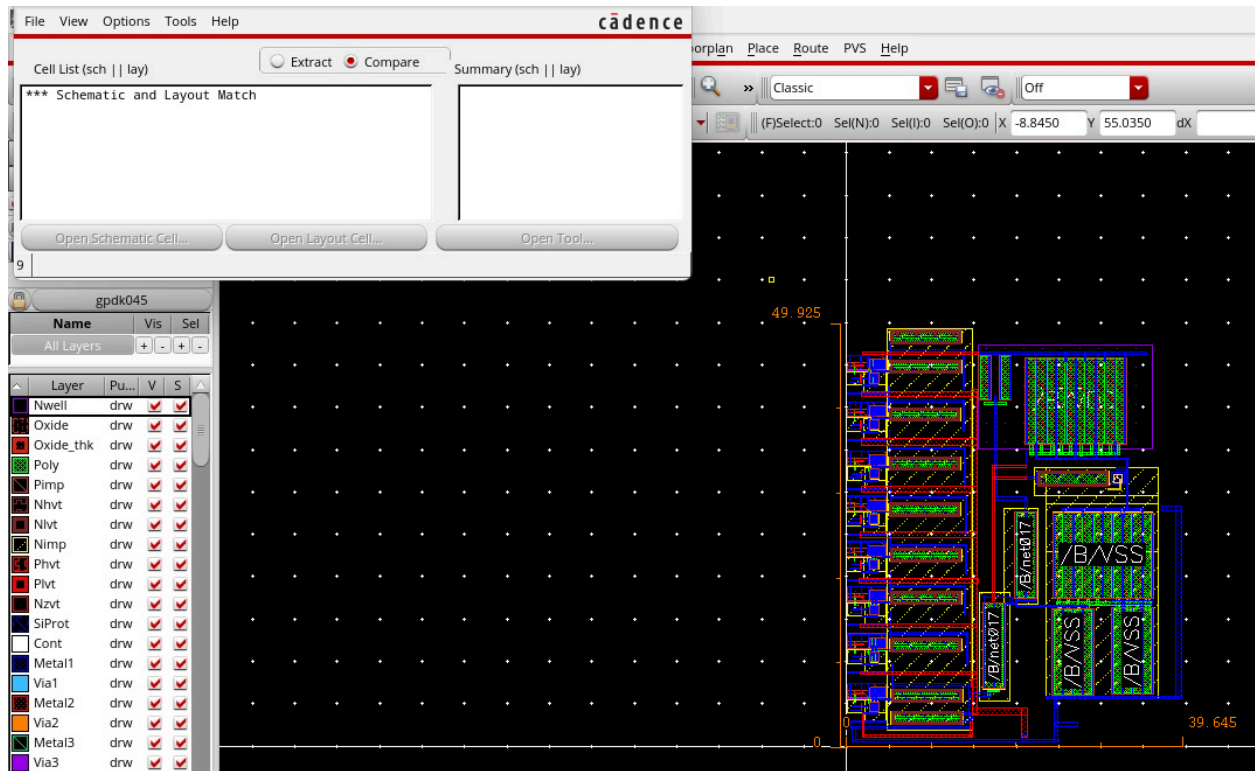 File View Options Tools Help
cādence
Cell List (sch || lay)
Extract Compare
Summary (sch || lay)
*** Schematic and Layout Match
Open Schematic Cell...
Open Layout Cell...
Open Tool...
9
orplan Place Route PVS Help
» Classic
Off
(F)Select:0 Sel(N):0 Sel(I):0 Sel(O):0 X -8.8450 Y 55.0350 dX
gpdk045
Name Vis Sel
All Layers + - + -
Layer Pu... V S
Nwell drw
Oxide drw
Oxide_thk drw
Poly drw
Pimp drw
Nhvt drw
Nlvt drw
Nimp drw
Phvt drw
Plvt drw
Nzvt drw
SiProt drw
Cont drw
Metal1 drw
Via1 drw
Metal2 drw
Via2 drw
Metal3 drw
Via3 drw
49.925
/B/net017
/B/VSS
/B/net017
/B/VSS
/B/VSS
0
0
39.645